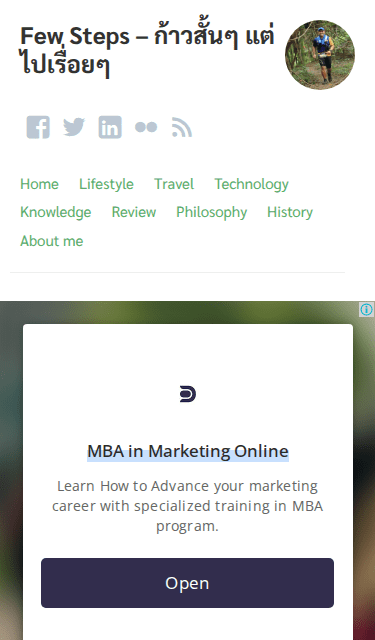 Few Steps – ก้าวสั้นๆ แต่
ไปเรื่อยๆ
Home Lifestyle Travel Technology
Knowledge Review Philosophy History
About me
MBA in Marketing Online
Learn How to Advance your marketing
career with specialized training in MBA
program.
Open